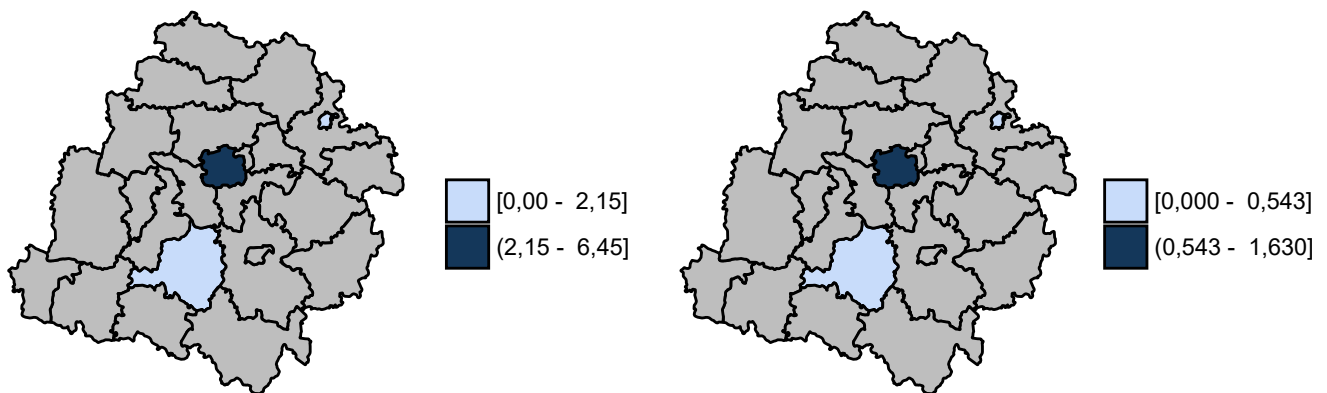 [0,00 -  2,15]
(2,15 -  6,45]
[0,000 -  0,543]
(0,543 -  1,630]